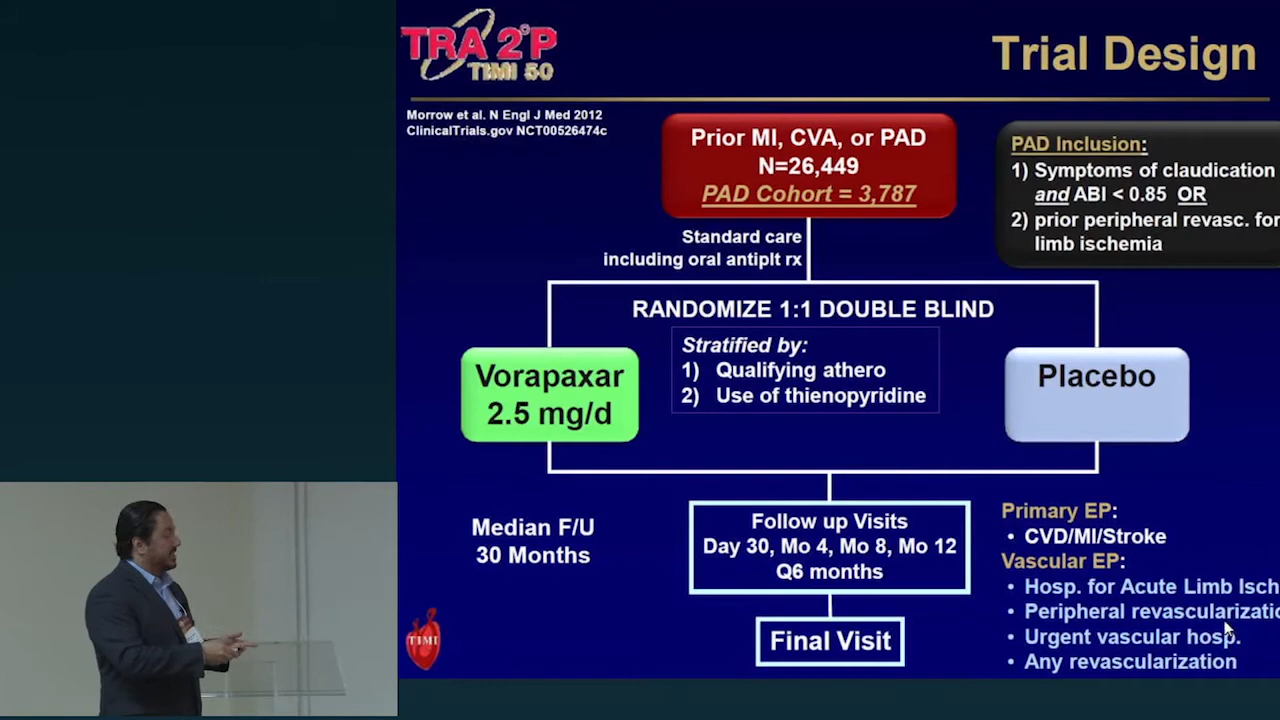 TRA 2°P
TIMI 50
Trial Design
Morrow et al. N Engl J Med 2012
ClinicalTrials.gov NCT00526474c
Prior MI, CVA, or PAD
N=26,449
PAD Cohort = 3,787
PAD Inclusion:
1) Symptoms of claudication
and ABI < 0.85 OR
2) prior peripheral revasc. for
limb ischemia
Standard care
including oral antiplt rx
RANDOMIZE 1:1 DOUBLE BLIND
Stratified by:
1) Qualifying athero
2) Use of thienopyridine
Vorapaxar
2.5 mg/d
Placebo
Median F/U
30 Months
Follow up Visits
Day 30, Mo 4, Mo 8, Mo 12
Q6 months
Final Visit
Primary EP:
• CVD/MI/Stroke
Vascular EP:
• Hosp. for Acute Limb Isch
• Peripheral revascularizatio
• Urgent vascular hosp.
• Any revascularization
TIMI